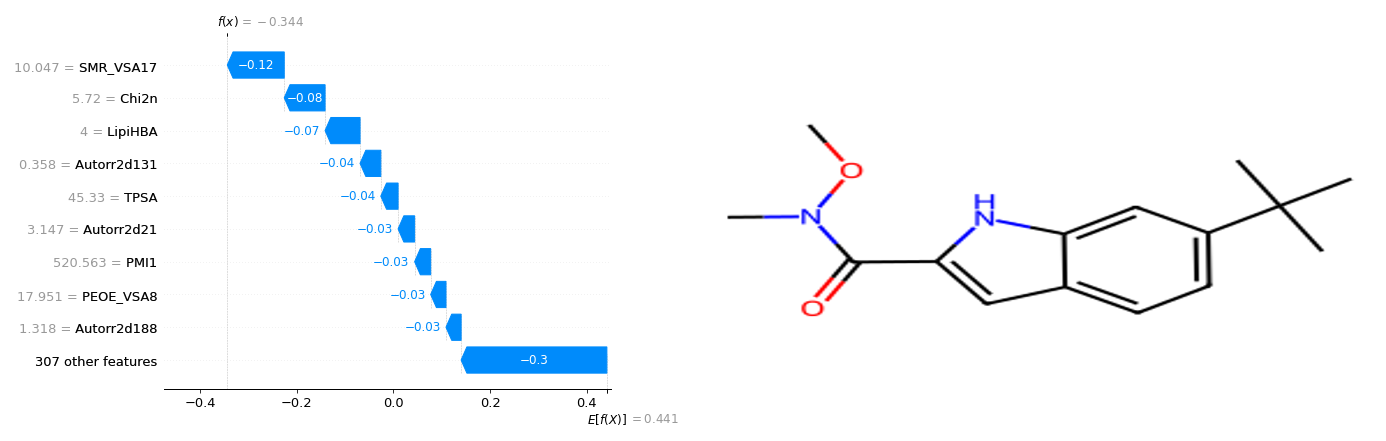 f(x) = −0.344
10.047 = SMR_VSA17
−0.12
5.72 = Chi2n
−0.08
4 = LipiHBA
−0.07
0.358 = Autorr2d131
−0.04
45.33 = TPSA
−0.04
3.147 = Autorr2d21
−0.03
520.563 = PMI1
−0.03
17.951 = PEOE_VSA8
−0.03
1.318 = Autorr2d188
−0.03
307 other features
−0.3
−0.4 −0.2 0.0 0.2 0.4
E[f(X)] = 0.441
O
N
H
N
O